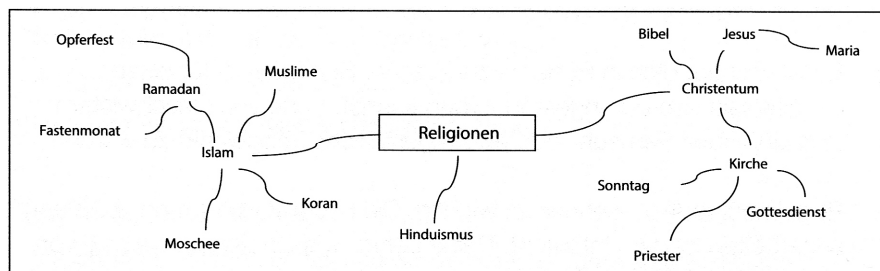 Opferfest
Bibel
Jesus
Maria
Ramadan
Muslime
Christentum
Fastenmonat
Religionen
Islam
Kirche
Sonntag
Koran
Gottesdienst
Moschee
Hinduismus
Priester